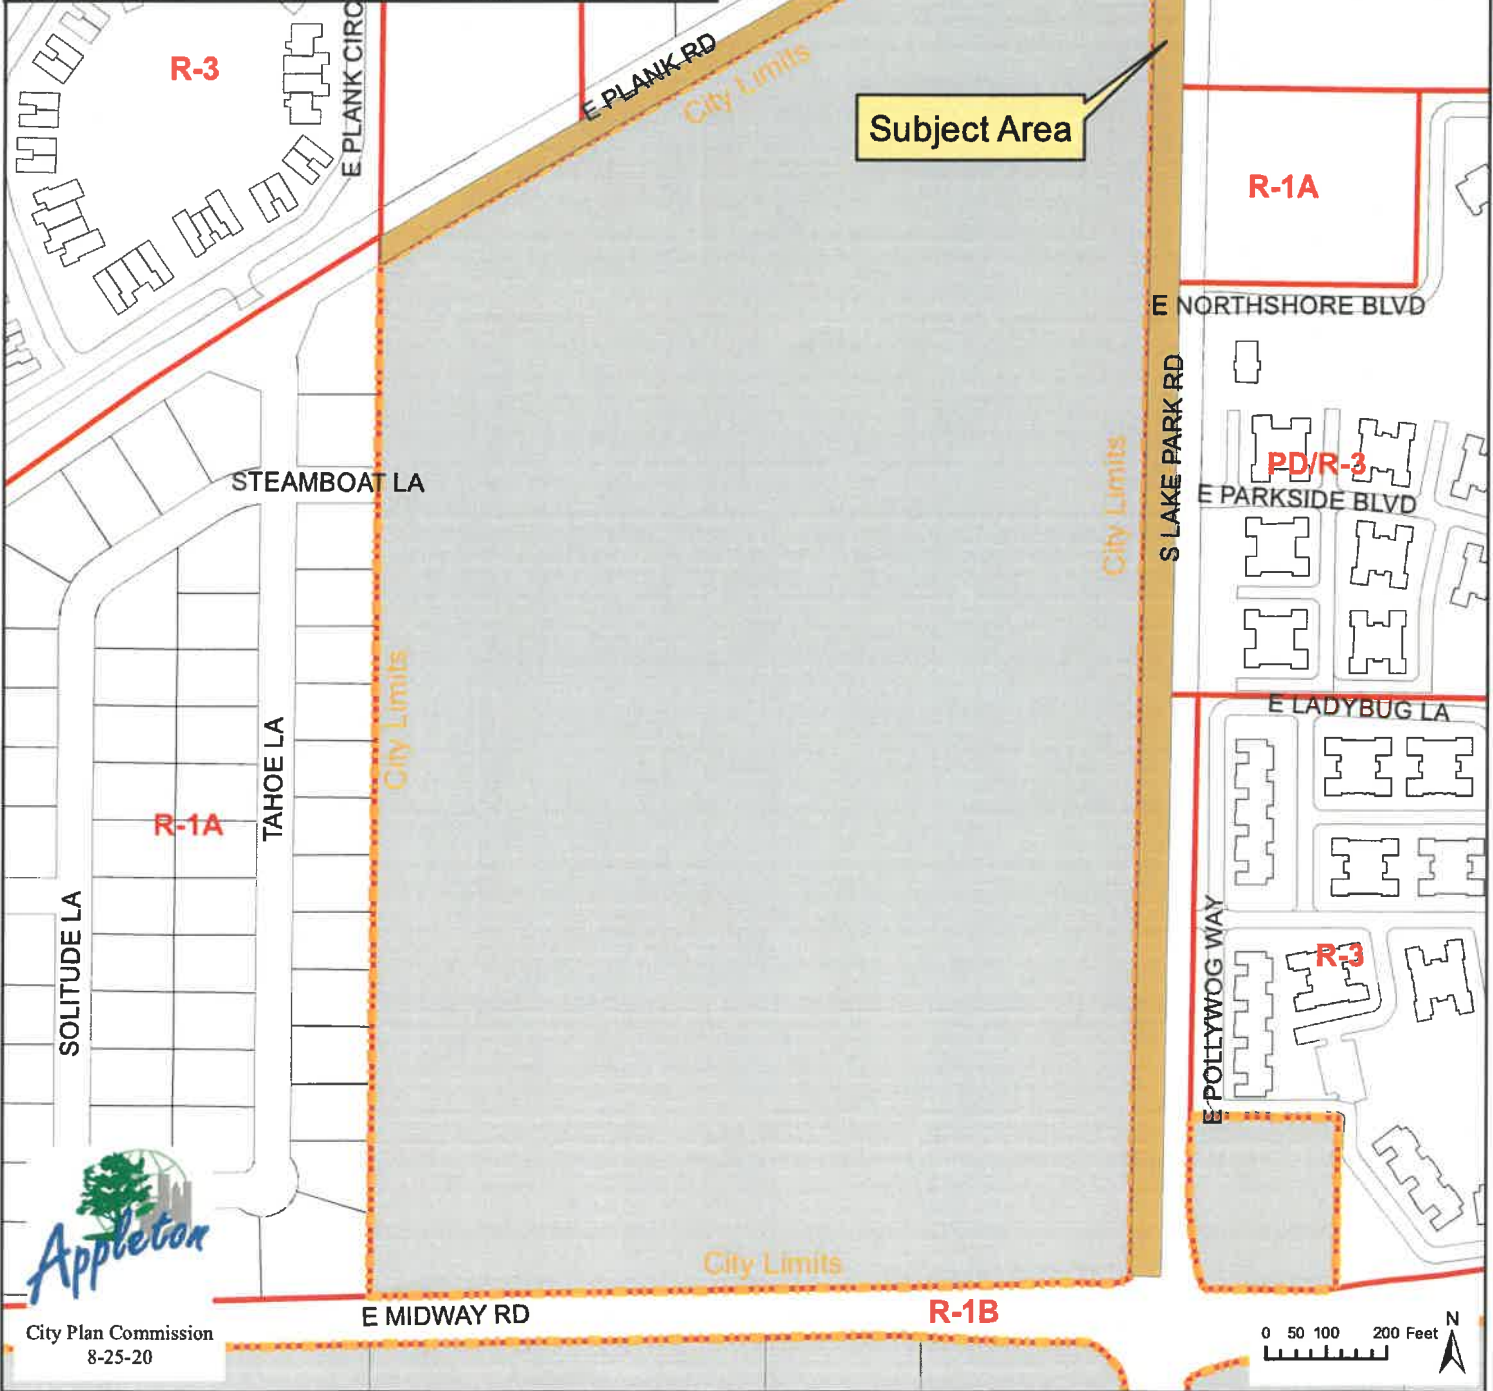 R-3
E PLANK CIRC
E PLANK RD
City Limits
Subject Area
R-1A
E NORTHSHORE BLVD
S LAKE PARK RD
City Limits
PD/R-3
E PARKSIDE BLVD
STEAMBOAT LA
City Limits
TAHOE LA
E LADYBUG LA
R-1A
SOLITUDE LA
E POLLYWOG WAY
R-3
Appleton
City Limits
E MIDWAY RD
R-1B
City Plan Commission
8-25-20
0 50 100 200 Feet
N